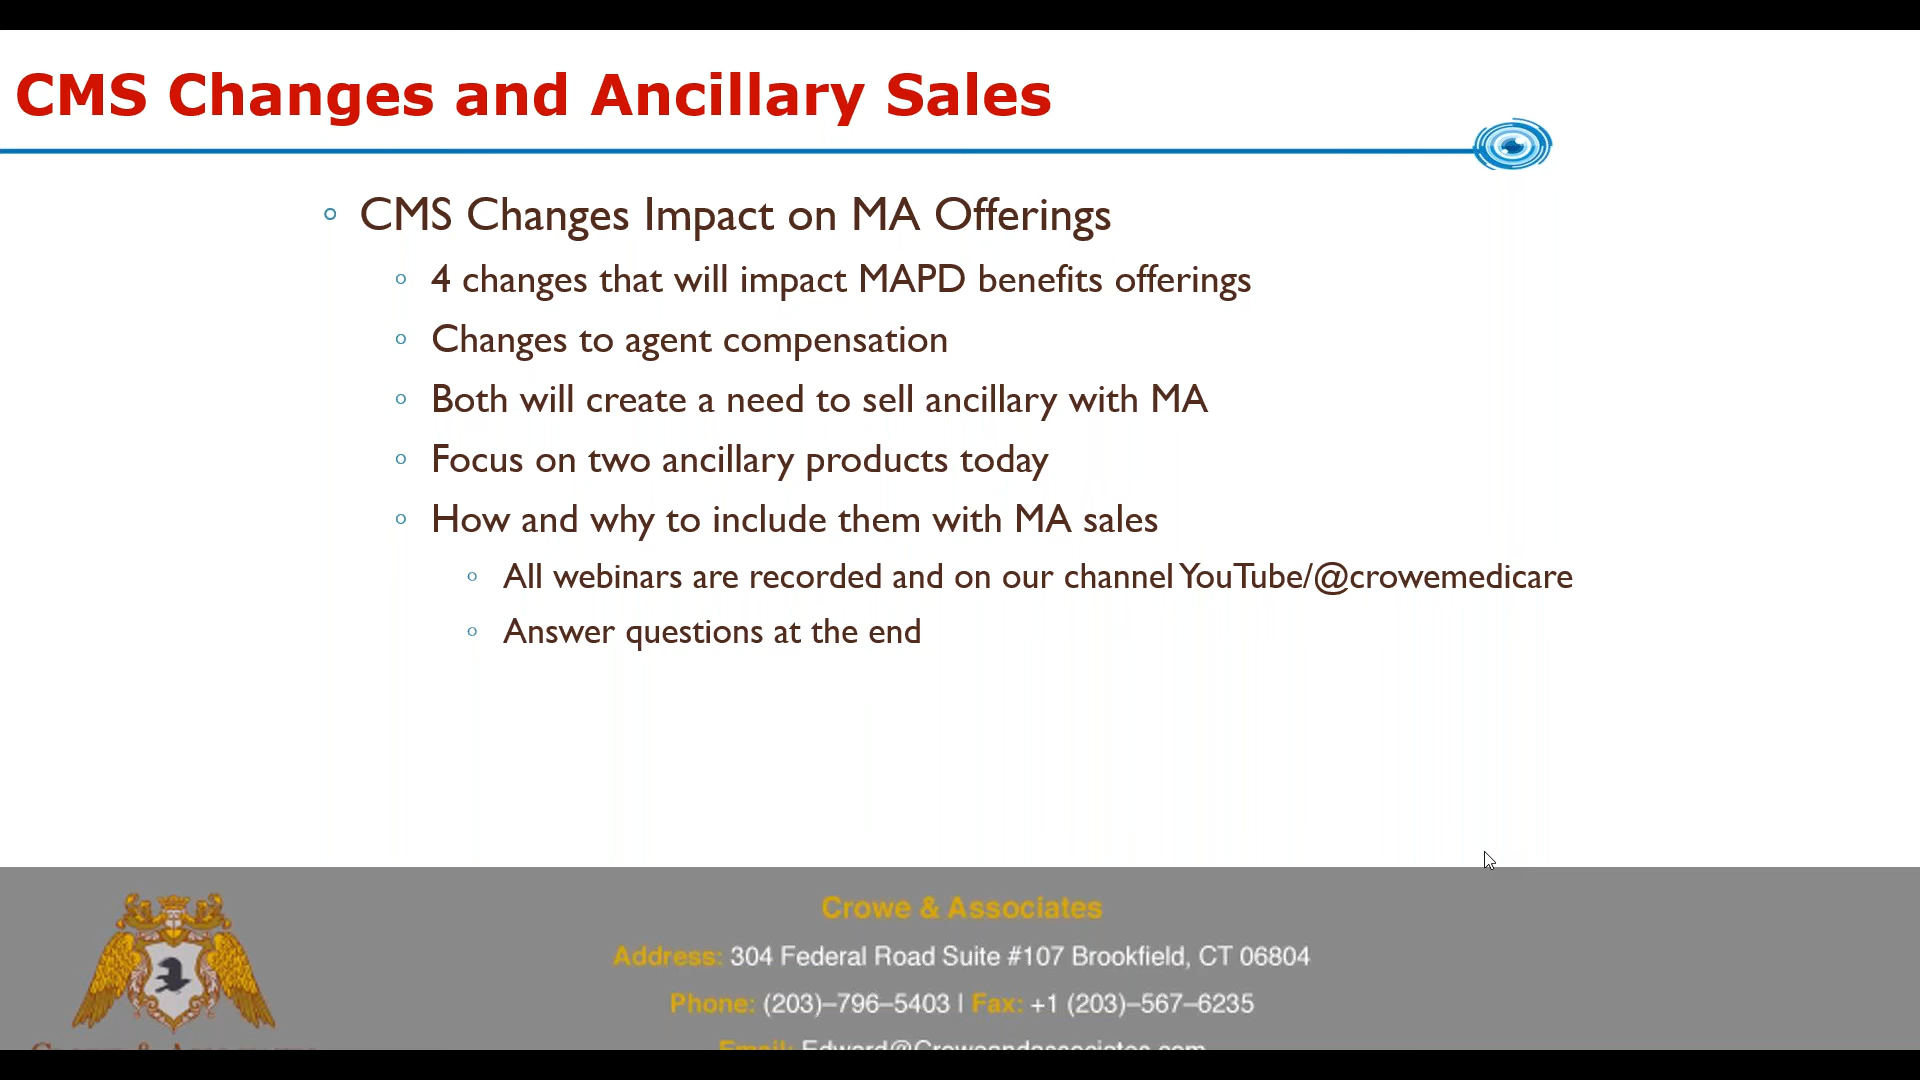 CMS Changes and Ancillary Sales
CMS Changes Impact on MA Offerings
4 changes that will impact MAPD benefits offerings
Changes to agent compensation
Both will create a need to sell ancillary with MA
Focus on two ancillary products today
How and why to include them with MA sales
All webinars are recorded and on our channel YouTube/@crowemedicare
Answer questions at the end
Crowe & Associates
Address: 304 Federal Road Suite #107 Brookfield, CT 06804
Phone: (203)–796–5403 | Fax: +1 (203)–567–6235
Email: Edward@Croweandassociates.com